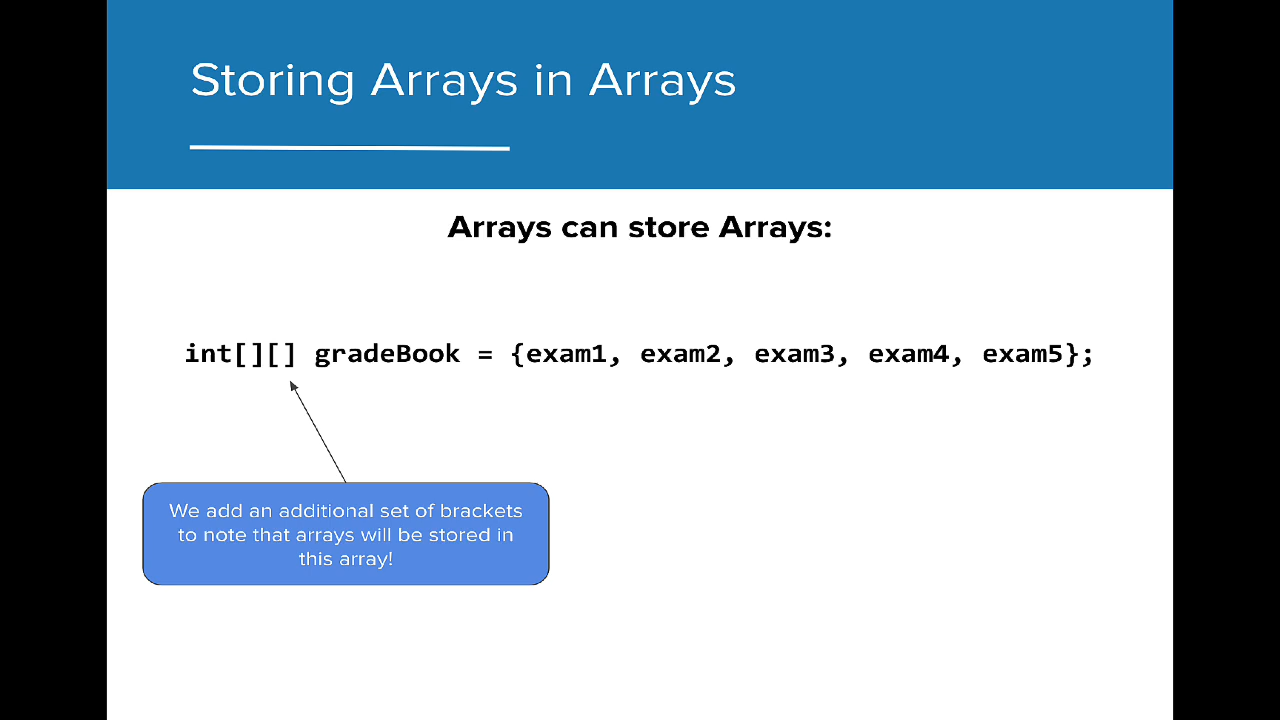 Storing Arrays in Arrays
Arrays can store Arrays:
int[][] gradeBook = {exam1, exam2, exam3, exam4, exam5};
We add an additional set of brackets
to note that arrays will be stored in
this array!